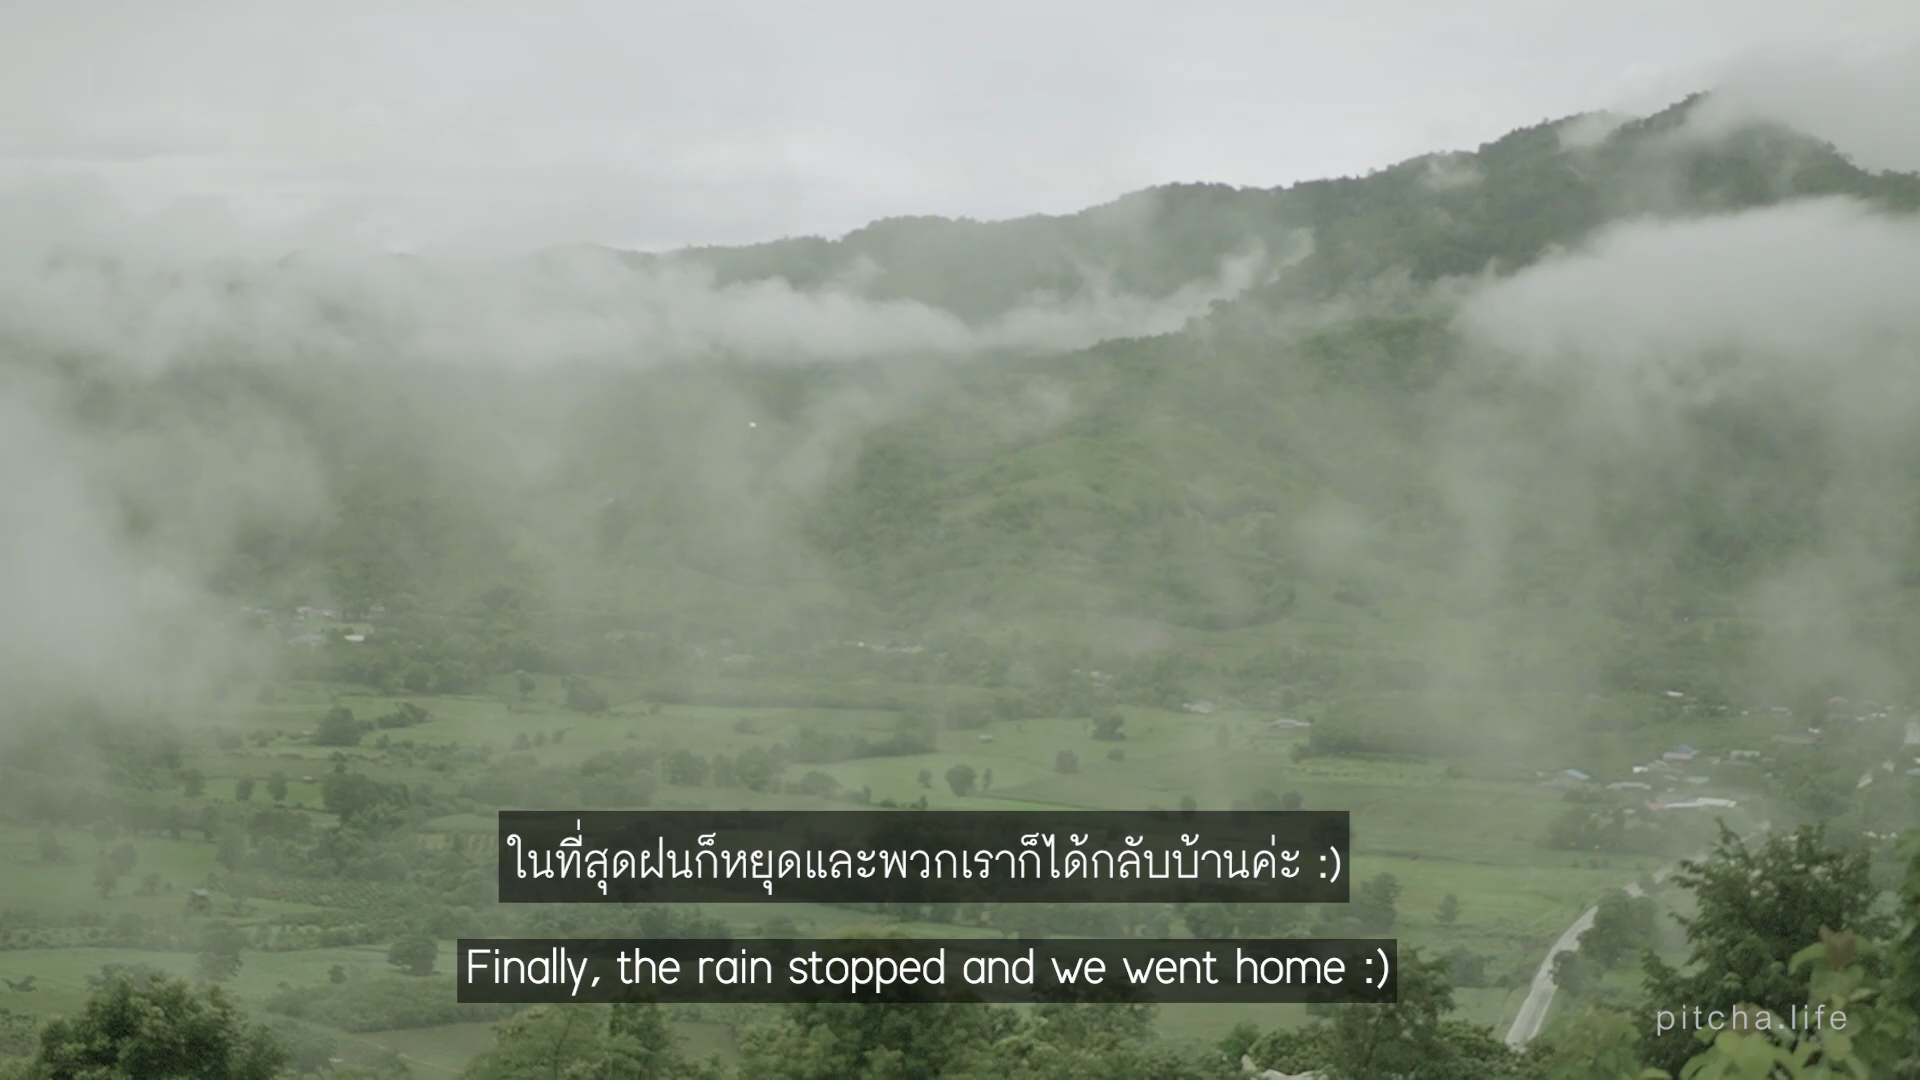 ในที่สุดฝนก็หยุดและพวกเราก็ได้กลับบ้านค่ะ :)
Finally, the rain stopped and we went home :)
pitcha.life